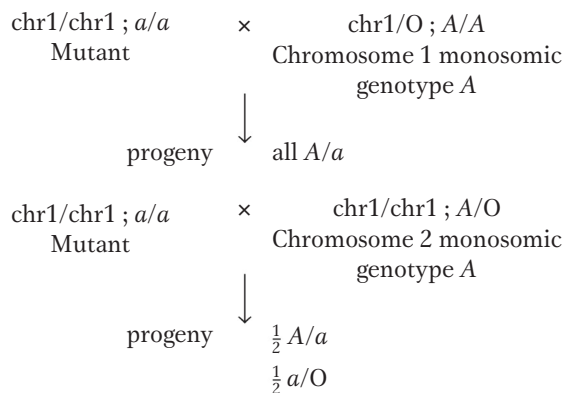 chr1/chr1 ; a/a × chr1/O ; A/A
Mutant Chromosome 1 monosomic
genotype A
progeny all A/a
chr1/chr1 ; a/a × chr1/chr1 ; A/O
Mutant Chromosome 2 monosomic
genotype A
progeny 1/2 A/a
1/2 a/O